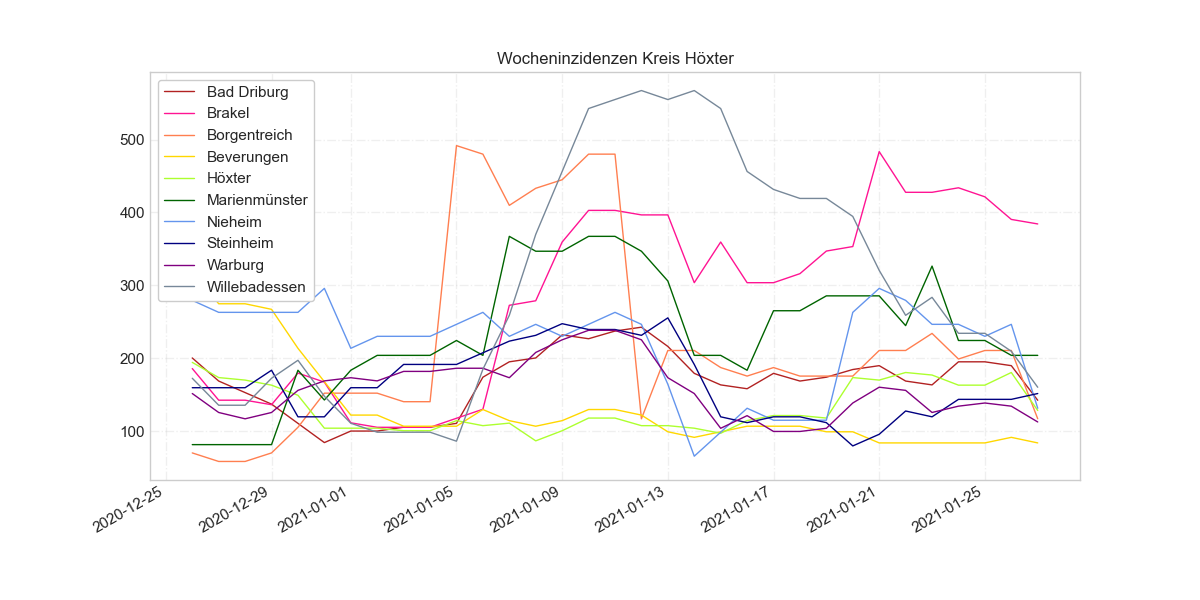 Wocheninzidenzen Kreis Höxter
Bad Driburg
Brakel
Borgentreich
Beverungen
Höxter
Marienmünster
Nieheim
Steinheim
Warburg
Willebadessen
500
400
300
200
100
2020-12-25
2020-12-29
2021-01-01
2021-01-05
2021-01-09
2021-01-13
2021-01-17
2021-01-21
2021-01-25